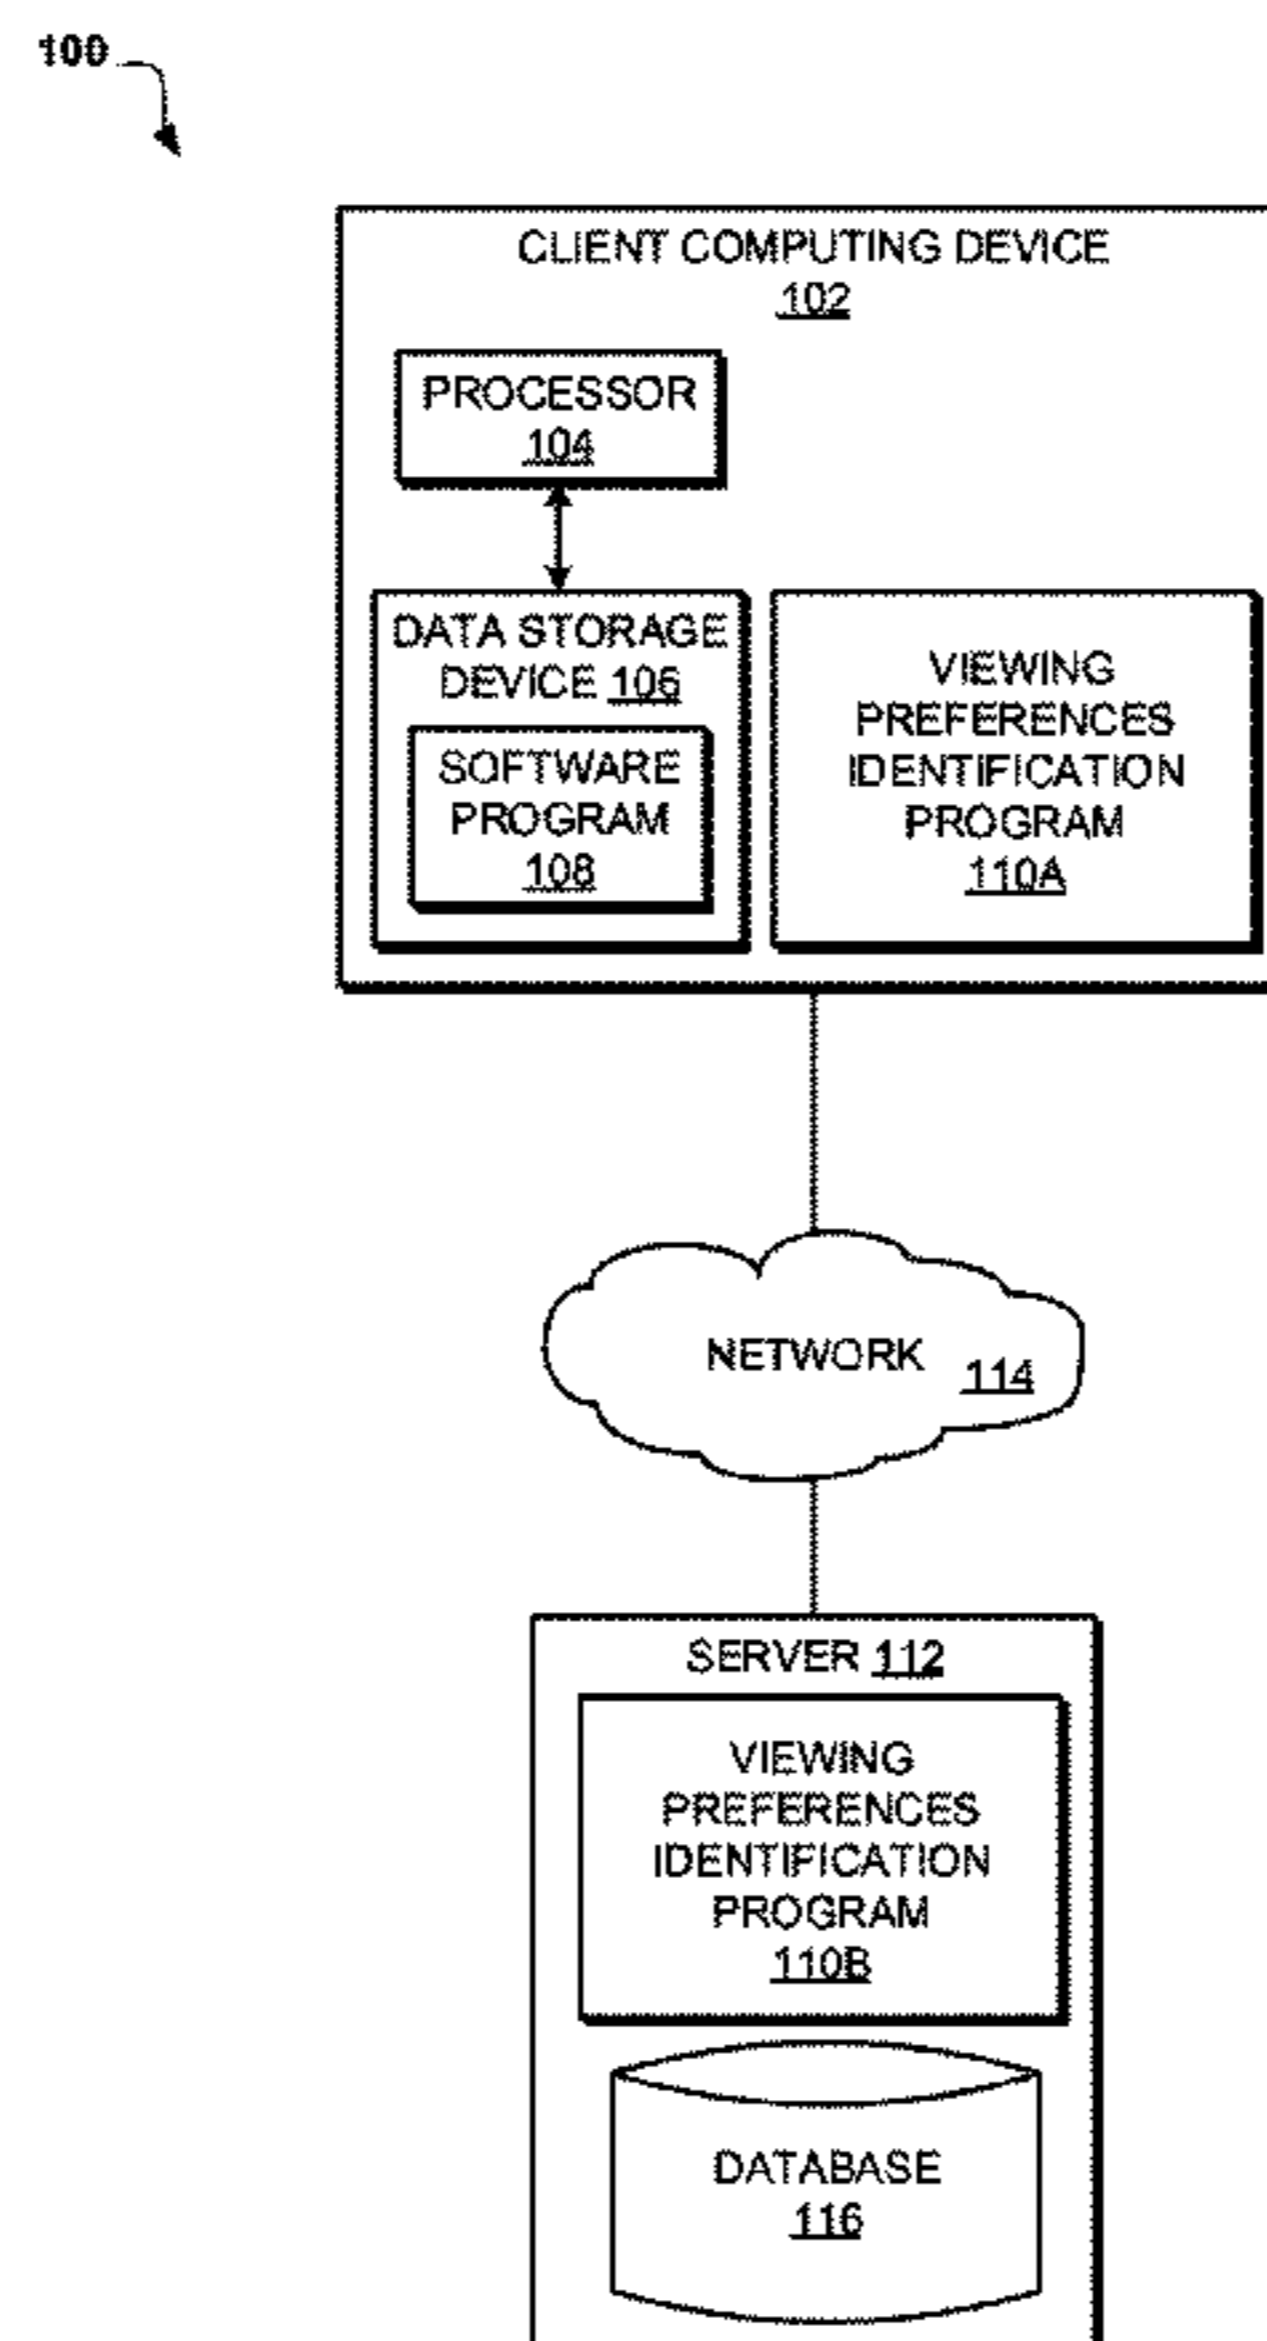 100
CLIENT COMPUTING DEVICE
102
PROCESSOR
104
DATA STORAGE
DEVICE 106
SOFTWARE
PROGRAM
108
VIEWING
PREFERENCES
IDENTIFICATION
PROGRAM
110A
NETWORK 114
SERVER 112
VIEWING
PREFERENCES
IDENTIFICATION
PROGRAM
110B
DATABASE
116